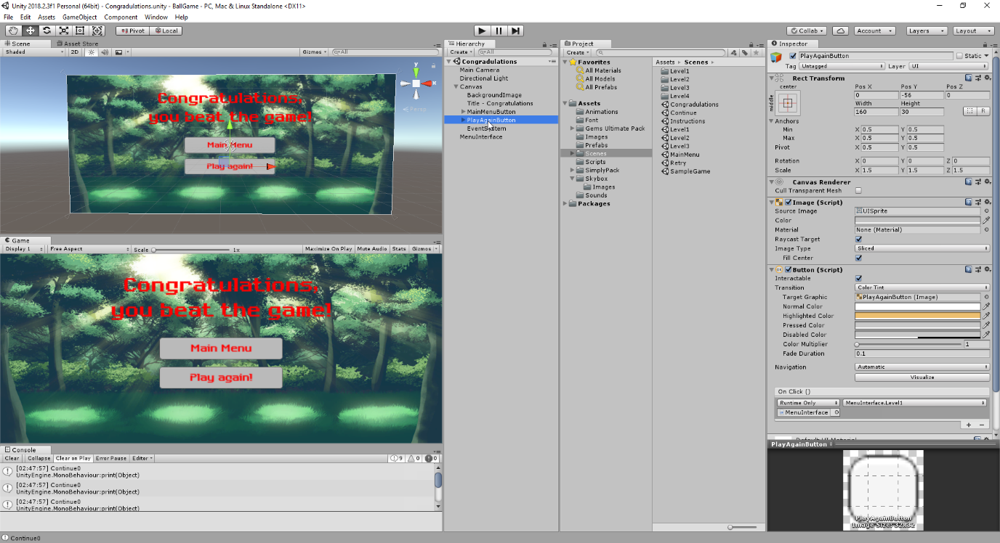 Unity 2018.2.3f1 Personal (64bit) - Congradulations.unity - BallGame - PC, Mac & Linux Standalone <DX11>
File Edit Assets GameObject Component Window Help
Pivot Local
Collab Account Layers Layout
Scene Asset Store
Shaded 2D Gizmos All
Congratulations,
you beat the game!
Main Menu
Play again!
y
x
Persp
Game
Display 1 Free Aspect Scale 1x Maximize On Play Mute Audio Stats Gizmos
Congratulations,
you beat the game!
Main Menu
Play again!
Console
Clear Collapse Clear on Play Error Pause Editor 9 0 0
[02:47:57] Continue0
UnityEngine.MonoBehaviour:print(Object)
[02:47:57] Continue0
UnityEngine.MonoBehaviour:print(Object)
[02:47:57] Continue0
UnityEngine.MonoBehaviour:print(Object)
Continue0
Hierarchy
Create All
Congradulations
Main Camera
Directional Light
Canvas
BackgroundImage
Title - Congratulations
MainMenuButton
PlayAgainButton
EventSystem
MenuInterface
Project
Create
Favorites
All Materials
All Models
All Prefabs
Assets
Animations
Font
Gems Ultimate Pack
Images
Prefabs
Scenes
Scripts
SimplyPack
Skybox
Images
Sounds
Packages
Assets Scenes
Level1
Level2
Level3
Level4
Congradulations
Continue
Instructions
Level1
Level2
Level3
MainMenu
Retry
SampleGame
Inspector
PlayAgainButton Static
Tag Untagged Layer UI
Rect Transform
center
middle
Pos X Pos Y Pos Z
0 -56 0
Width Height
160 30
R
Anchors
Min X 0.5 Y 0.5
Max X 0.5 Y 0.5
Pivot X 0.5 Y 0.5
Rotation X 0 Y 0 Z 0
Scale X 1.5 Y 1.5 Z 1.5
Canvas Renderer
Cull Transparent Mesh
Image (Script)
Source Image UISprite
Color
Material None (Material)
Raycast Target
Image Type Sliced
Fill Center
Button (Script)
Interactable
Transition Color Tint
Target Graphic PlayAgainButton (Image)
Normal Color
Highlighted Color
Pressed Color
Disabled Color
Color Multiplier 1
Fade Duration 0.1
Navigation Automatic
Visualize
On Click ()
Runtime Only MenuInterface.Level1
MenuInterface
Default UI Material
PlayAgainButton
PlayAgainButton
Image Size: 32x32